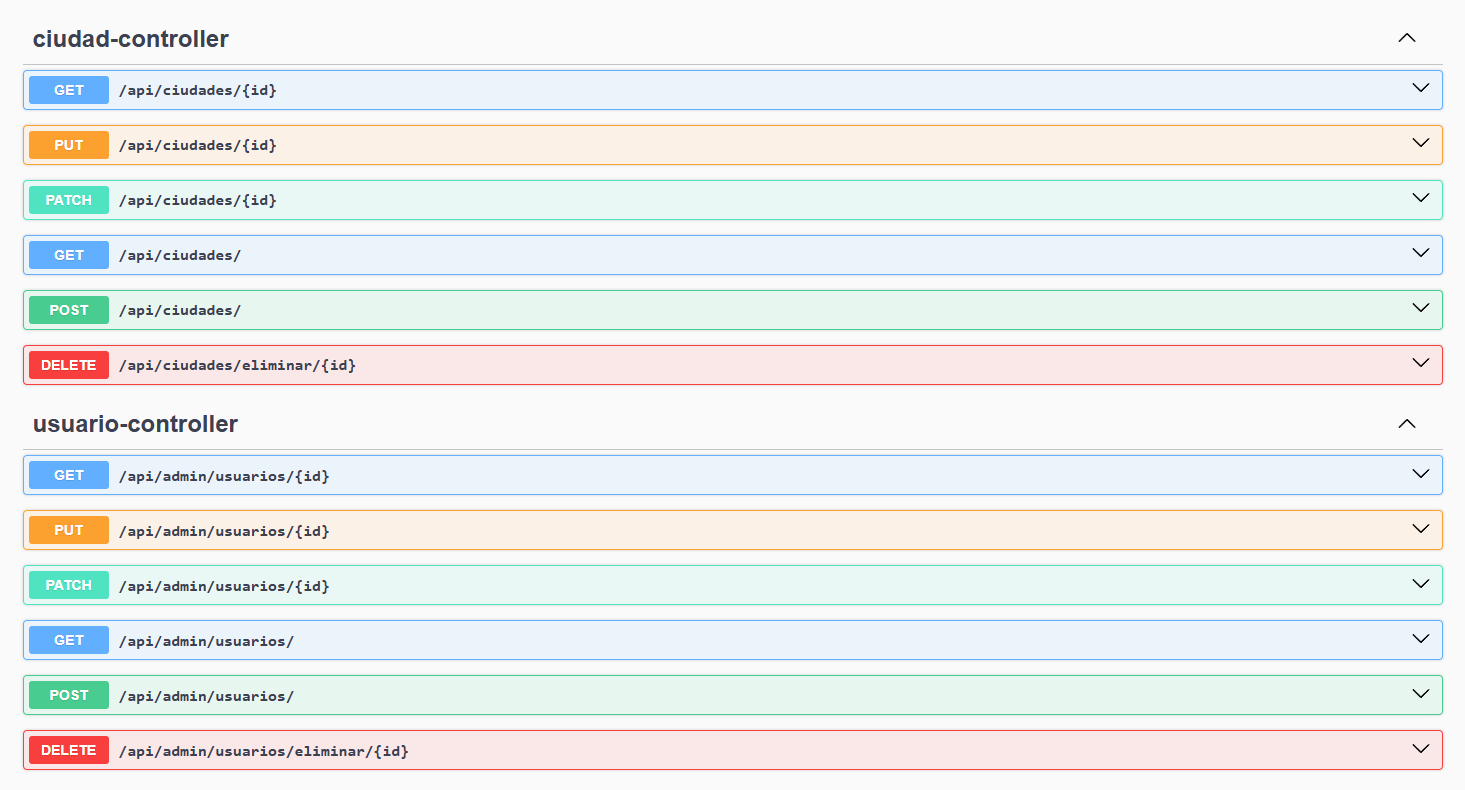 ciudad-controller
GET /api/ciudades/{id}
PUT /api/ciudades/{id}
PATCH /api/ciudades/{id}
GET /api/ciudades/
POST /api/ciudades/
DELETE /api/ciudades/eliminar/{id}
usuario-controller
GET /api/admin/usuarios/{id}
PUT /api/admin/usuarios/{id}
PATCH /api/admin/usuarios/{id}
GET /api/admin/usuarios/
POST /api/admin/usuarios/
DELETE /api/admin/usuarios/eliminar/{id}